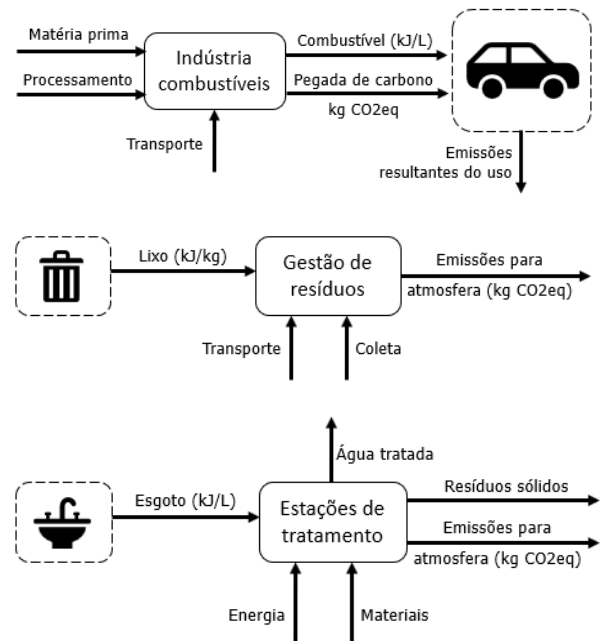 Matéria prima
Processamento
Transporte
Indústria
combustíveis
Combustível (kJ/L)
Pegada de carbono
kg CO2eq
Emissões
resultantes do uso
Lixo (kJ/kg)
Gestão de
resíduos
Emissões para
atmosfera (kg CO2eq)
Transporte
Coleta
Água tratada
Esgoto (kJ/L)
Estações de
tratamento
Resíduos sólidos
Emissões para
atmosfera (kg CO2eq)
Energia
Materiais